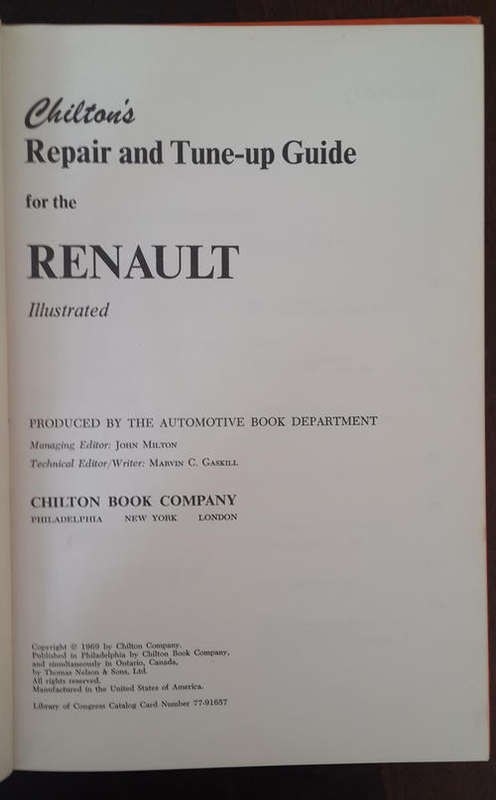 Chilton's
Repair and Tune-up Guide
for the
RENAULT
Illustrated
PRODUCED BY THE AUTOMOTIVE BOOK DEPARTMENT
Managing Editor: JOHN MILTON
Technical Editor/Writer: MARVIN C. GASKILL
CHILTON BOOK COMPANY
PHILADELPHIA NEW YORK LONDON
Copyright © 1969 by Chilton Company.
Published in Philadelphia by Chilton Book Company,
and simultaneously in Ontario, Canada,
by Thomas Nelson & Sons, Ltd.
All rights reserved.
Manufactured in the United States of America.
Library of Congress Catalog Card Number 77-91657